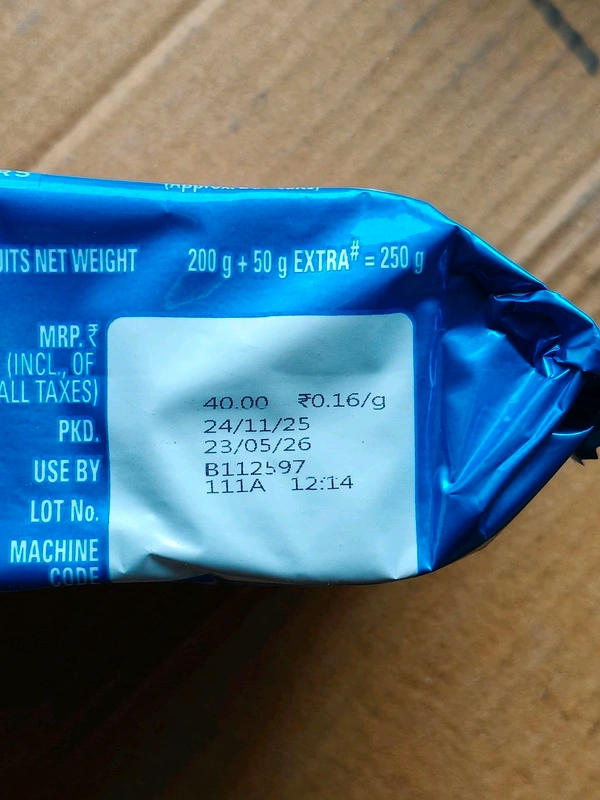 UITS NET WEIGHT 200 g + 50 g EXTRA# = 250 g
MRP. ₹
(INCL., OF
ALL TAXES)
40.00 ₹0.16/g
PKD.
24/11/25
USE BY
23/05/26
LOT No.
B112597
MACHINE
CODE
111A 12:14